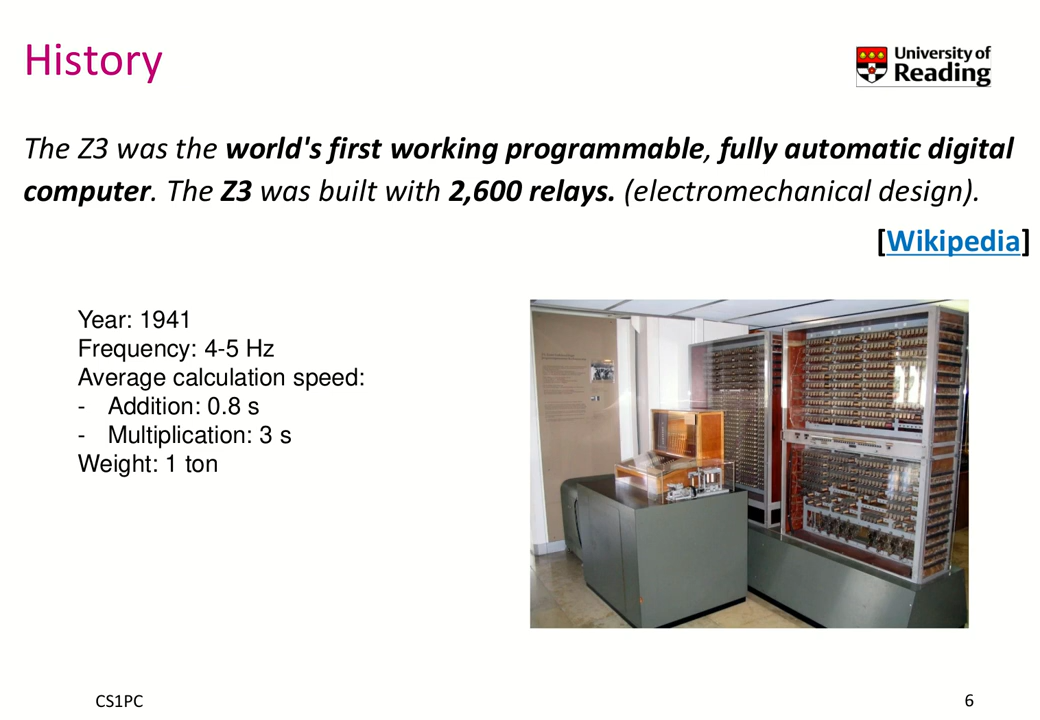 History
University of
Reading
The Z3 was the world's first working programmable, fully automatic digital
computer. The Z3 was built with 2,600 relays. (electromechanical design).
[Wikipedia]
Year: 1941
Frequency: 4-5 Hz
Average calculation speed:
- Addition: 0.8 s
- Multiplication: 3 s
Weight: 1 ton
CS1PC
6